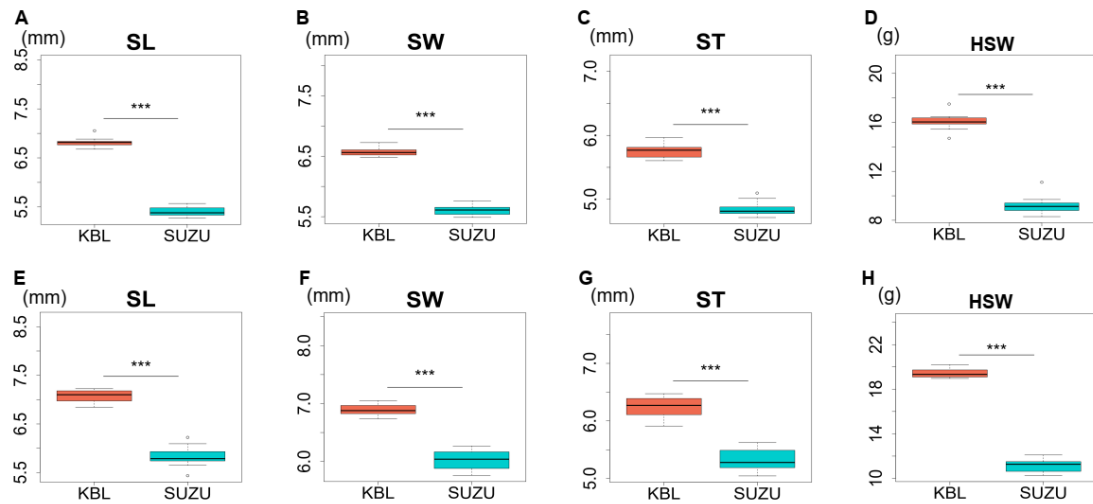 A
(mm)
SL
8.5
7.5
6.5
5.5
***
KBL
SUZU
B
(mm)
SW
7.5
6.5
5.5
***
KBL
SUZU
C
(mm)
ST
7.0
6.0
5.0
***
KBL
SUZU
D
(g)
HSW
20
16
12
8
***
KBL
SUZU
E
(mm)
SL
8.5
7.5
6.5
5.5
***
KBL
SUZU
F
(mm)
SW
8.0
7.0
6.0
***
KBL
SUZU
G
(mm)
ST
7.0
6.0
5.0
***
KBL
SUZU
H
(g)
HSW
22
18
14
10
***
KBL
SUZU